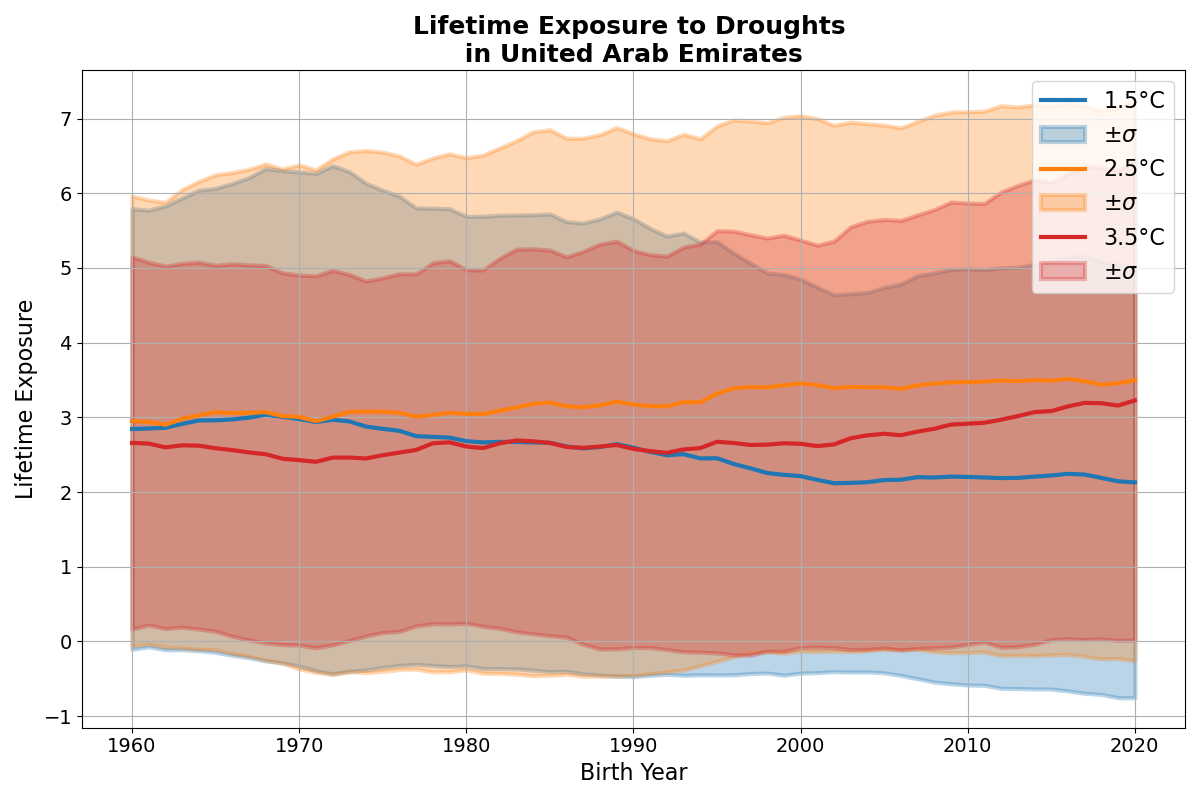 Lifetime Exposure to Droughts
in United Arab Emirates
Lifetime Exposure
7
6
5
4
3
2
1
0
−1
1960
1970
1980
1990
2000
2010
2020
Birth Year
1.5°C
±σ
2.5°C
±σ
3.5°C
±σ